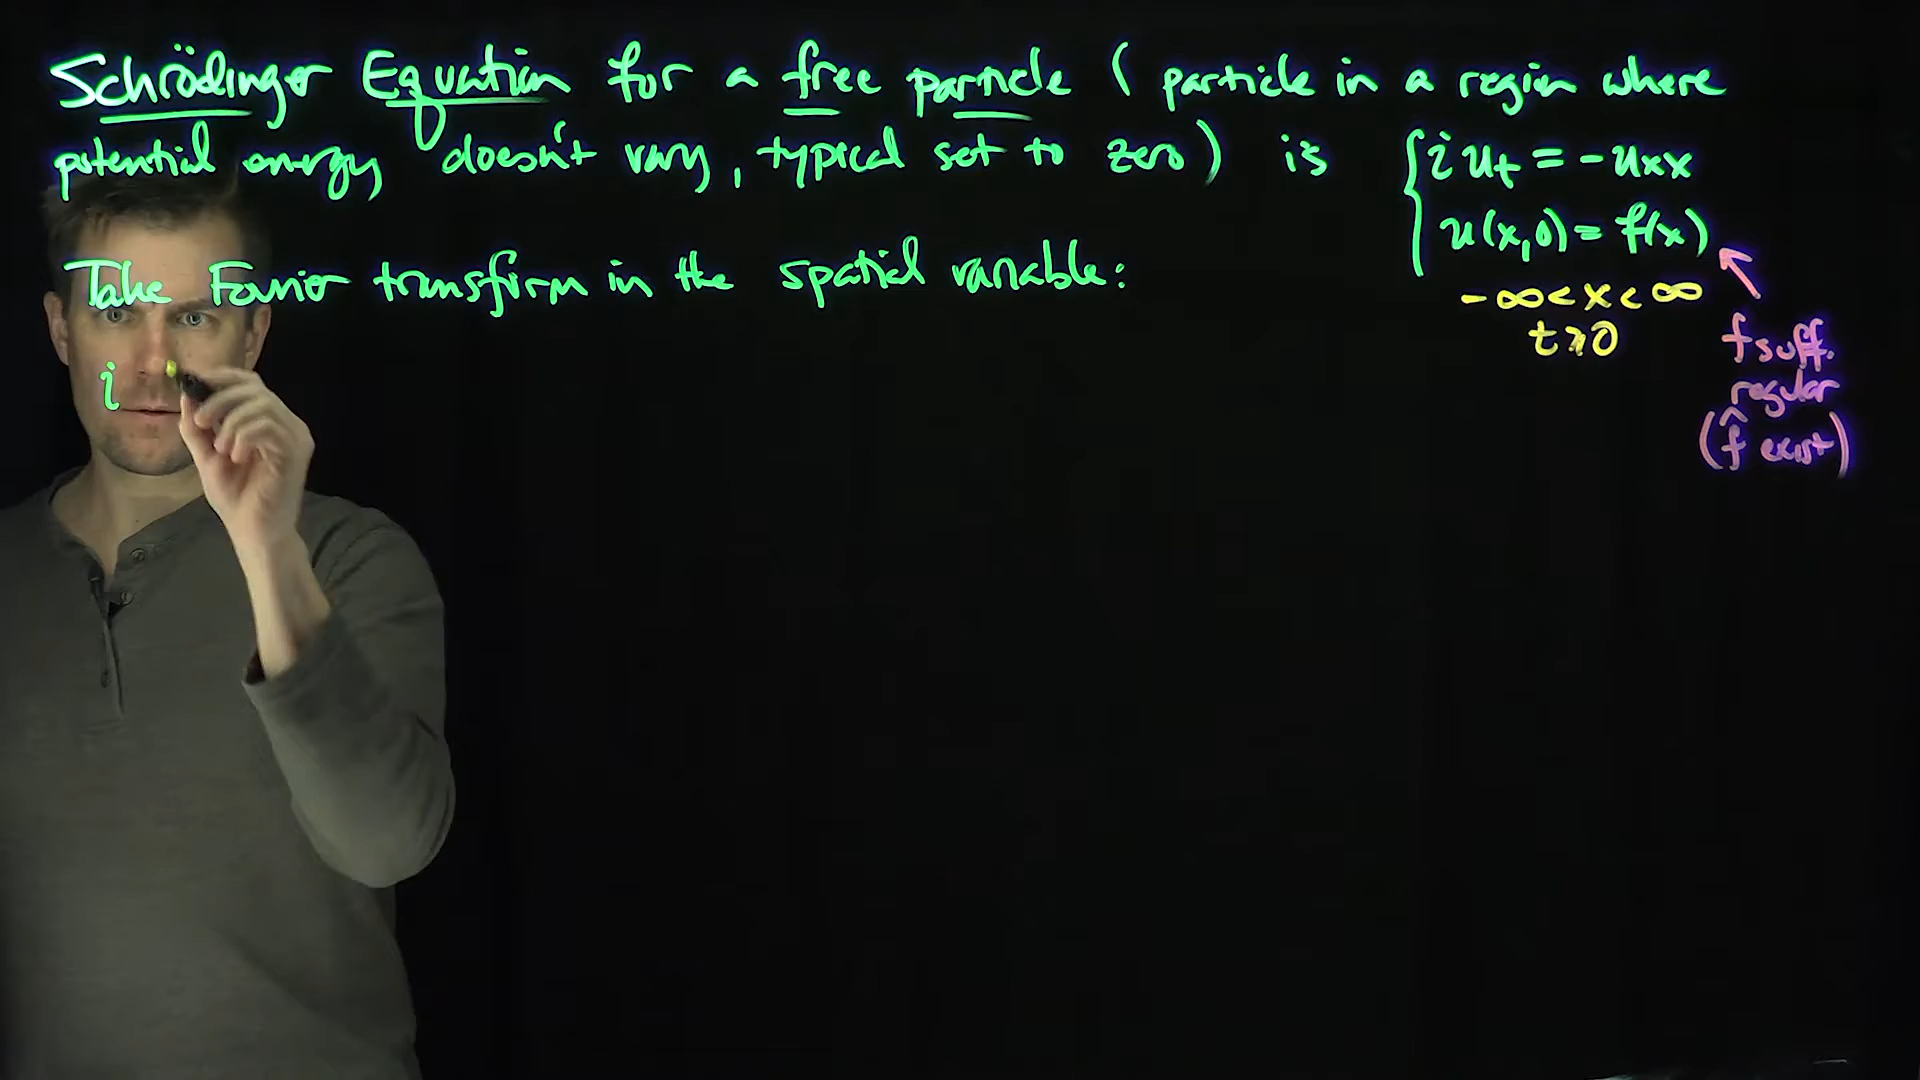 Schrödinger Equation for a free particle ( particle in a region where
potential energy doesn't vary, typical set to zero) is
{ i u_t = -u_xx
u(x,0) = f(x)
-∞ < x < ∞
t ≥ 0
f suff.
regular
(f̂ exist)
Take Fourier transform in the spatial variable:
i